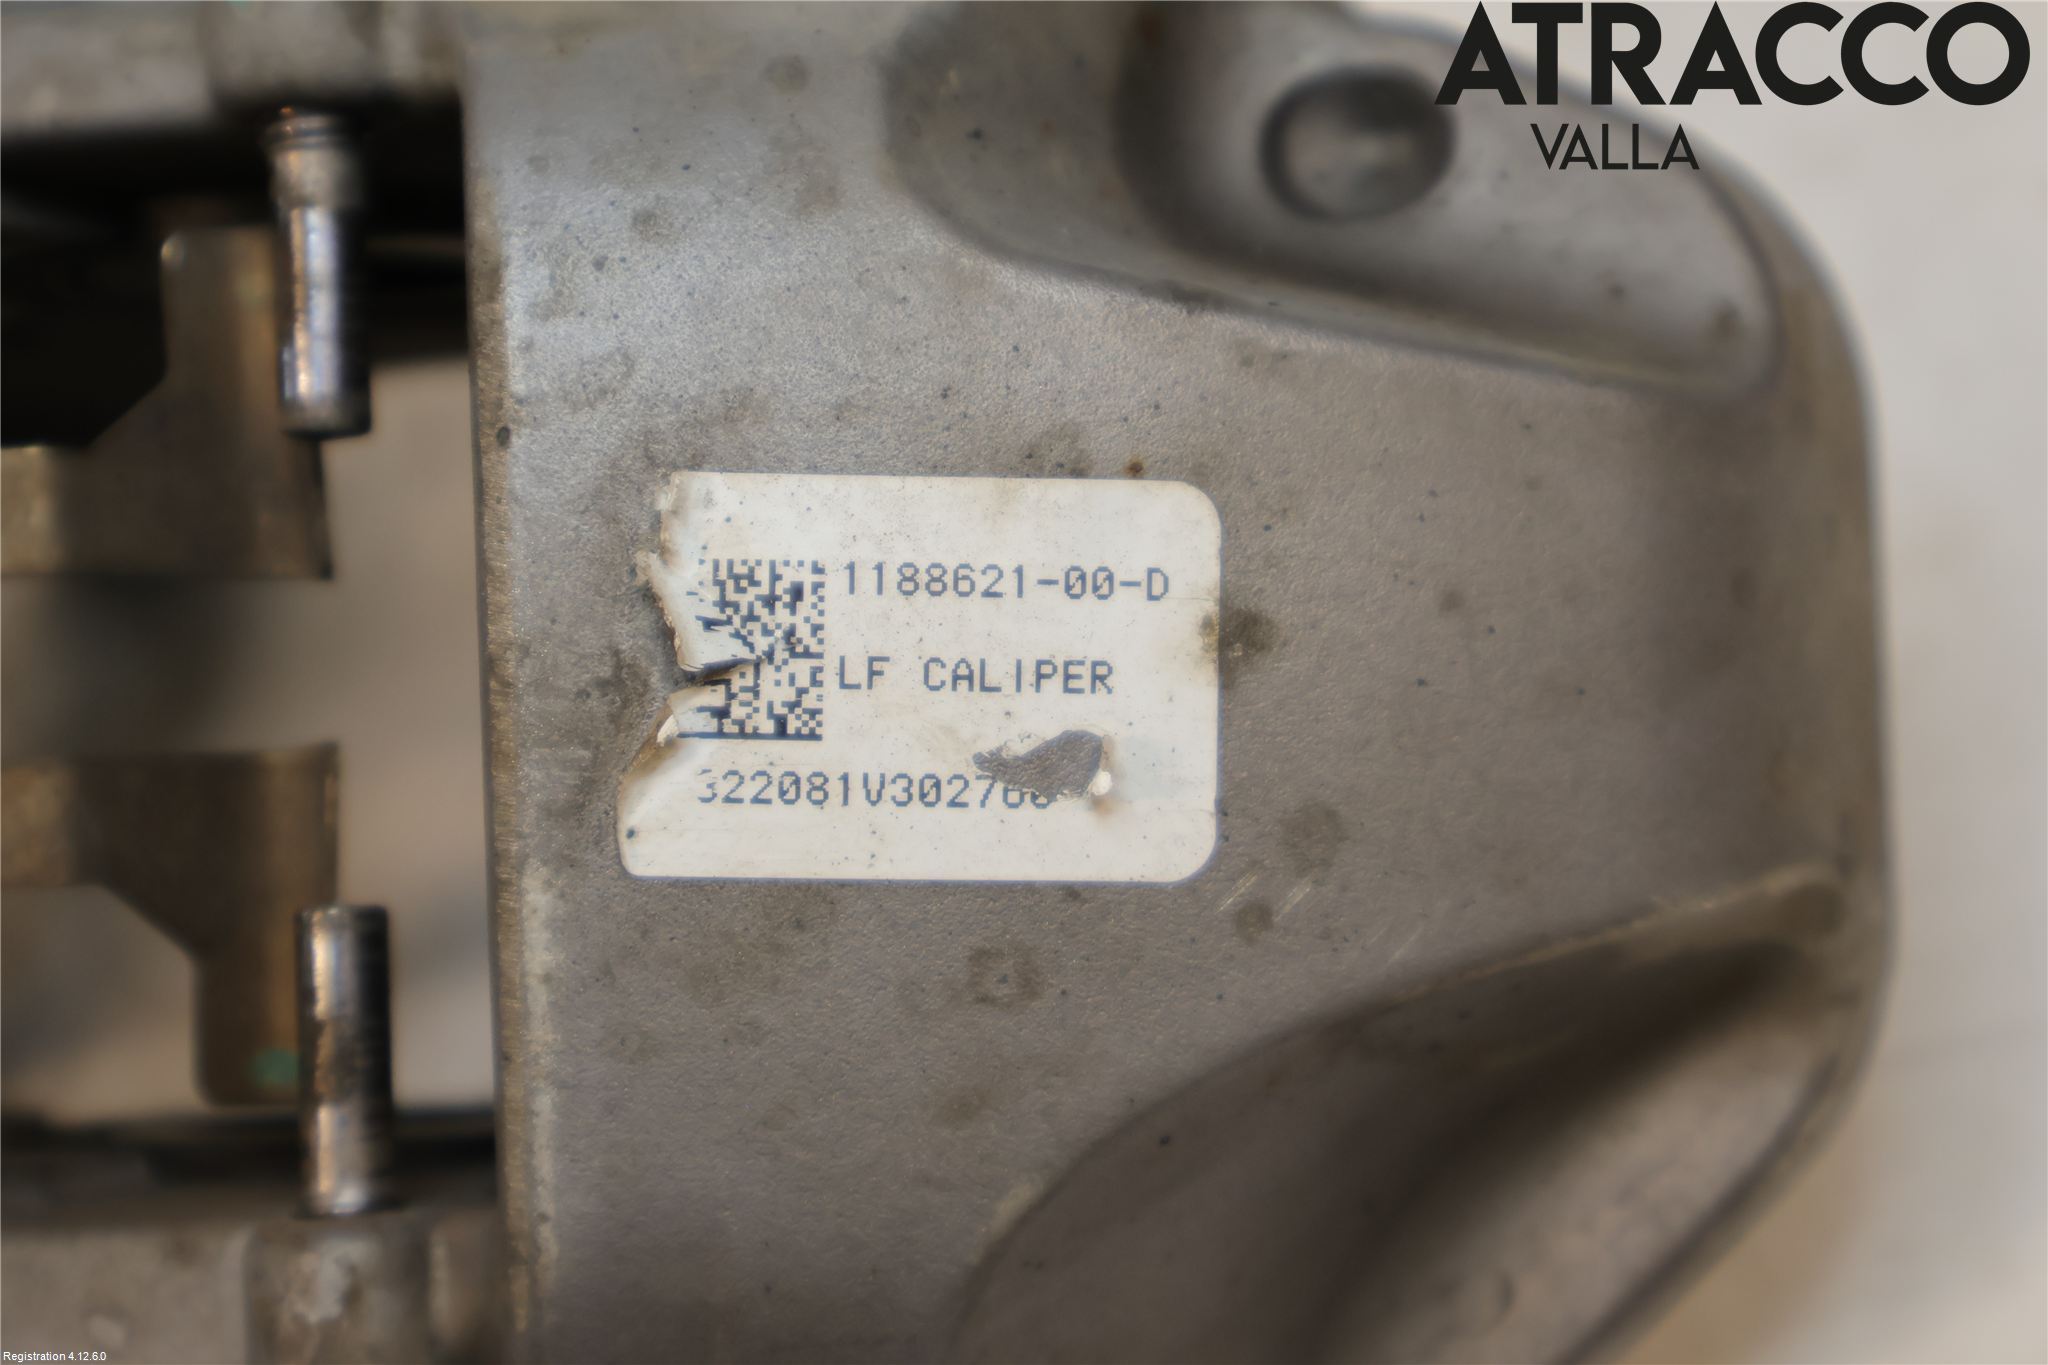 ATRACCO
VALLA
1188621-00-D
LF CALIPER
Registration 4.12.6.0